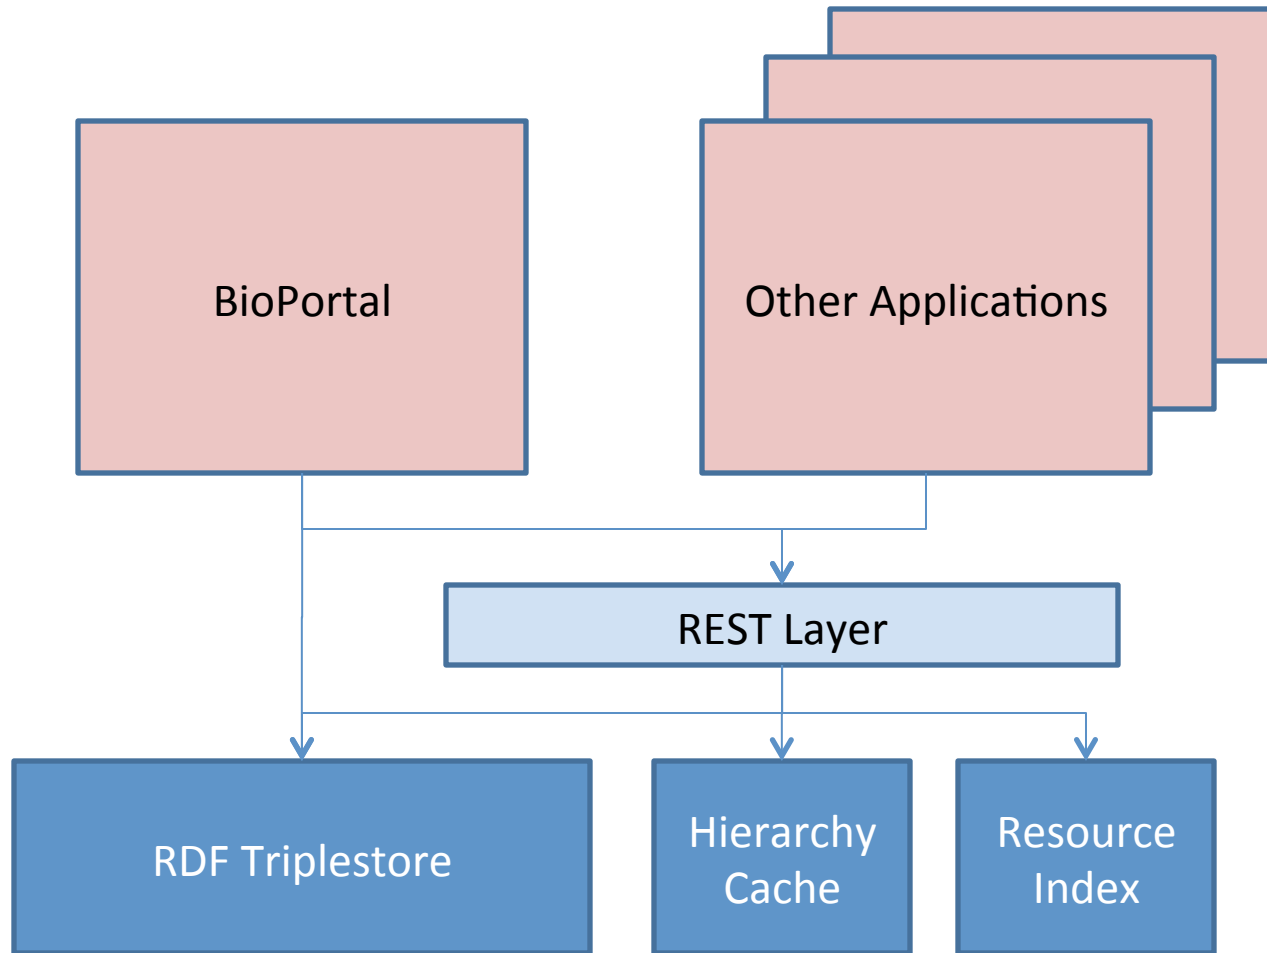 BioPortal
Other Applications
REST Layer
RDF Triplestore
Hierarchy
Cache
Resource
Index